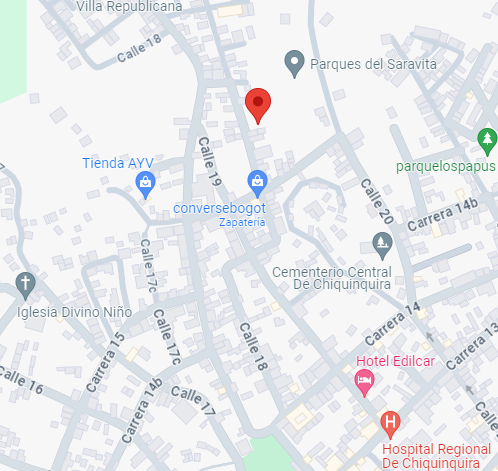 Villa Republicana
Calle 18
Parques del Saravita
Tienda AYV
Calle 19
parquelospapus
conversebogot
Zapatería
Calle 20
Carrera 14b
Calle 17c
Cementerio Central
De Chiquinquira
Iglesia Divino Niño
Carrera 14
Carrera 13
Calle 17c
Carrera 15
Calle 18
Hotel Edilcar
Calle 16
Carrera 14b
Calle 17
Calle
H
Hospital Regional
De Chiquinquira